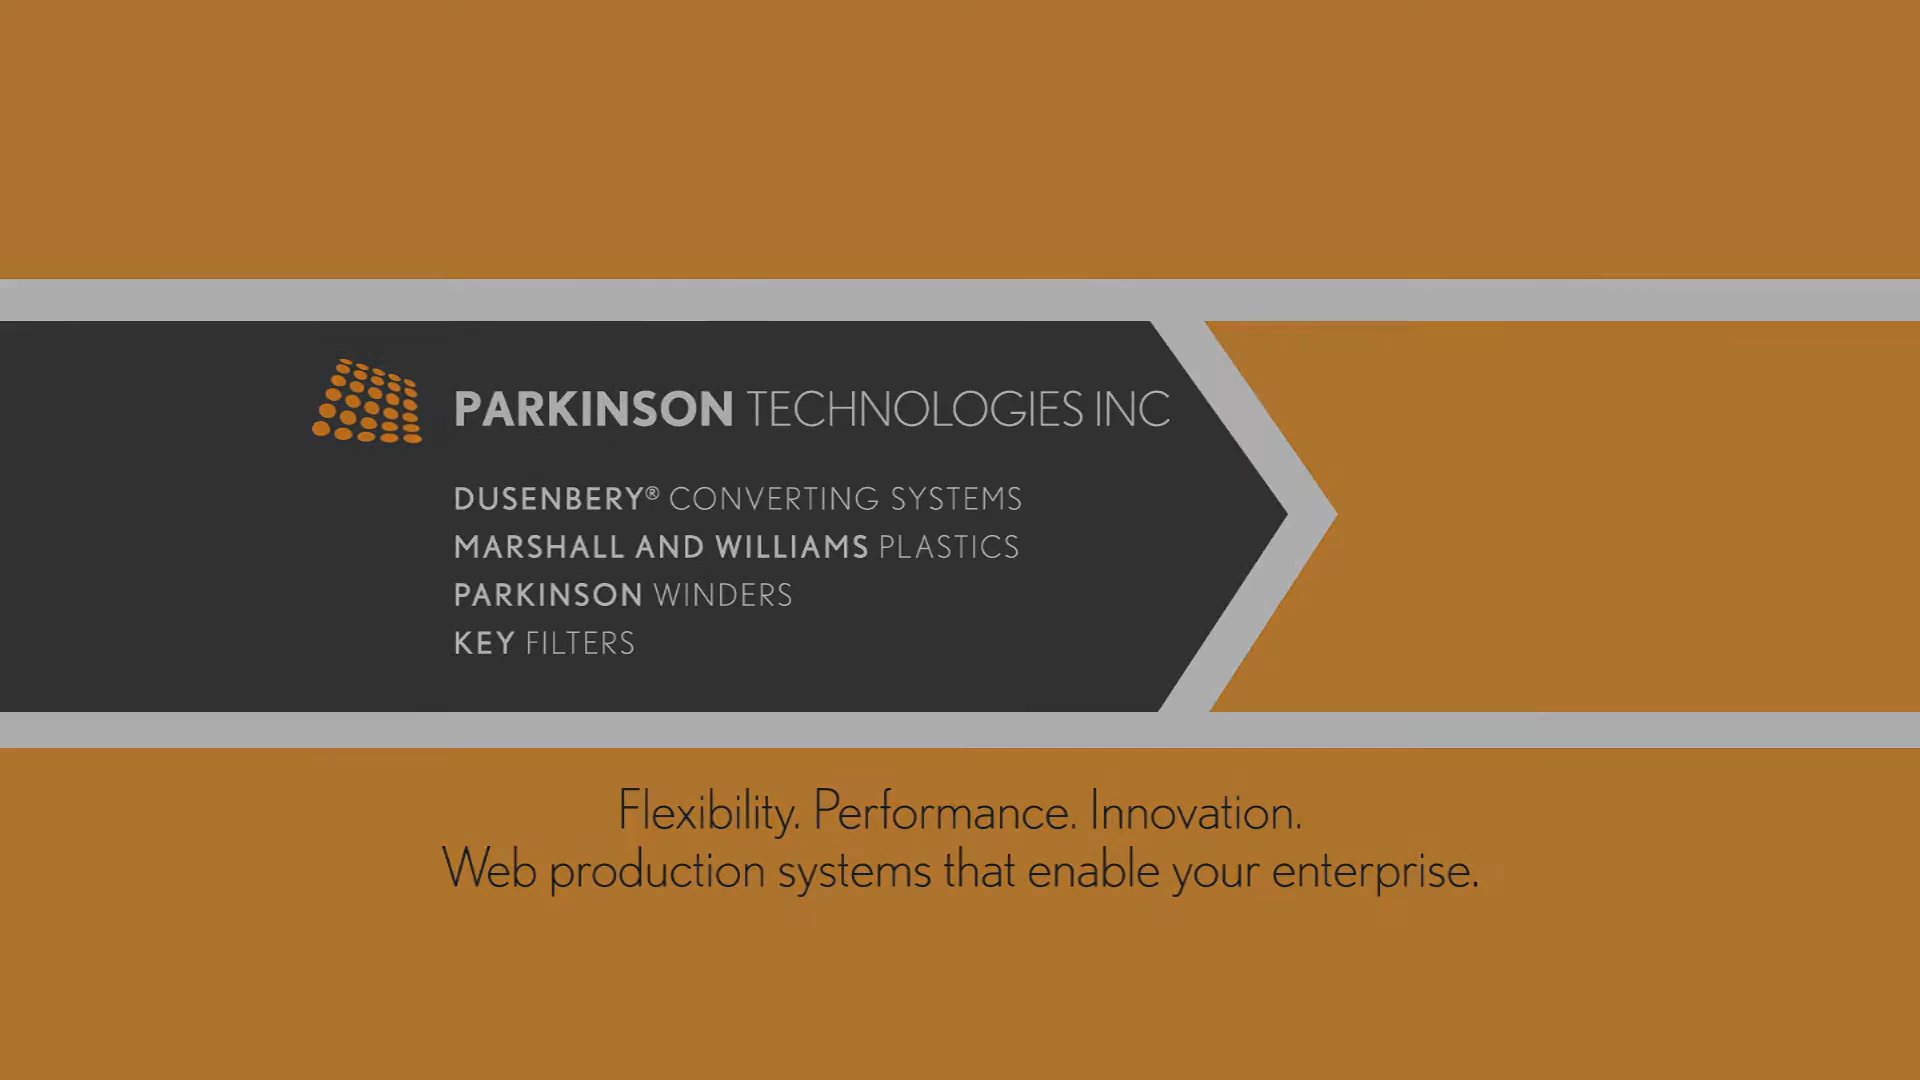 PARKINSON TECHNOLOGIES INC
DUSENBERY® CONVERTING SYSTEMS
MARSHALL AND WILLIAMS PLASTICS
PARKINSON WINDERS
KEY FILTERS
Flexibility. Performance. Innovation.
Web production systems that enable your enterprise.